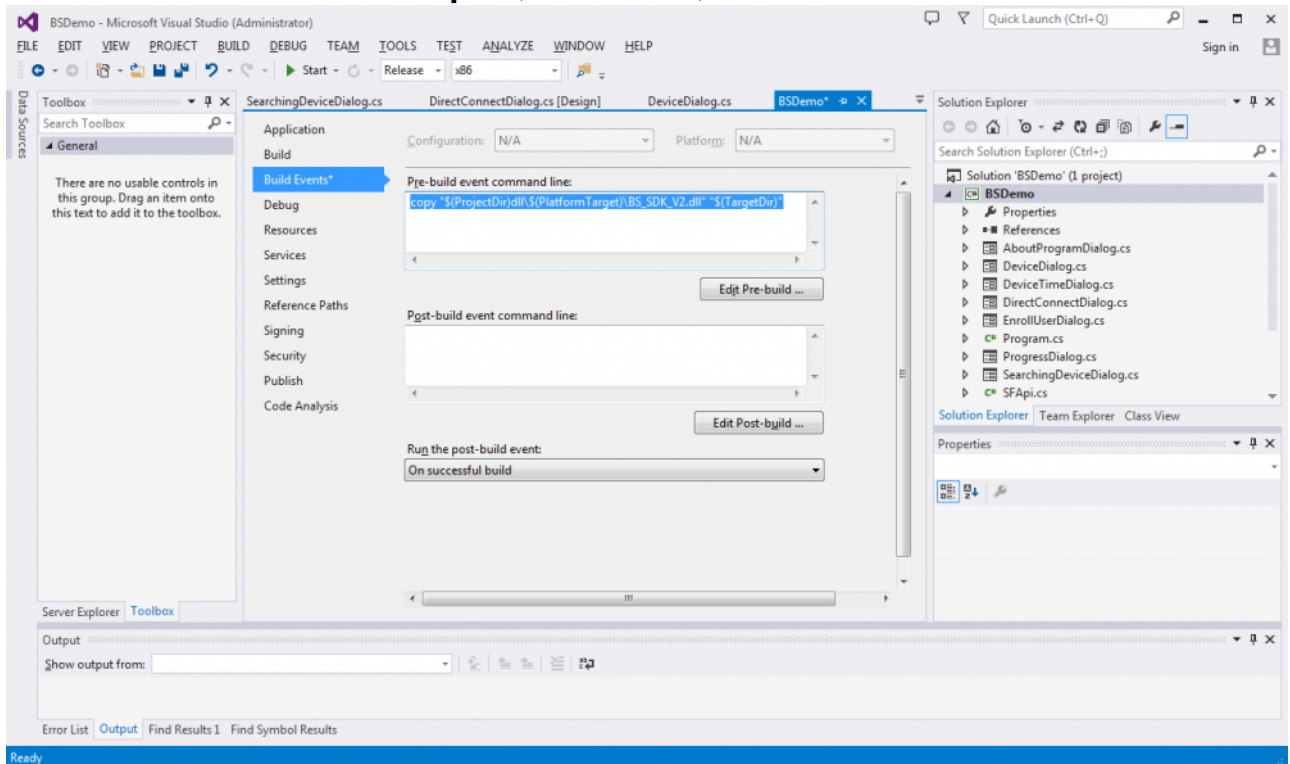 BSDemo - Microsoft Visual Studio (Administrator)
Quick Launch (Ctrl+Q)
FILE EDIT VIEW PROJECT BUILD DEBUG TEAM TOOLS TEST ANALYZE WINDOW HELP
Sign in
Start
Release
x86
Data Sources
Toolbox
Search Toolbox
General
There are no usable controls in
this group. Drag an item onto
this text to add it to the toolbox.
Server Explorer Toolbox
SearchingDeviceDialog.cs DirectConnectDialog.cs [Design] DeviceDialog.cs BSDemo*
Application
Build
Build Events*
Debug
Resources
Services
Settings
Reference Paths
Signing
Security
Publish
Code Analysis
Configuration: N/A Platform: N/A
Pre-build event command line:
copy "$(ProjectDir)dll\$(PlatformTarget)\BS_SDK_V2.dll" "$(TargetDir)"
Edit Pre-build ...
Post-build event command line:
Edit Post-build ...
Run the post-build event:
On successful build
Solution Explorer
Search Solution Explorer (Ctrl+;)
Solution 'BSDemo' (1 project)
C# BSDemo
Properties
References
AboutProgramDialog.cs
DeviceDialog.cs
DeviceTimeDialog.cs
DirectConnectDialog.cs
EnrollUserDialog.cs
C# Program.cs
ProgressDialog.cs
SearchingDeviceDialog.cs
C# SFApi.cs
Solution Explorer Team Explorer Class View
Properties
Output
Show output from:
Error List Output Find Results 1 Find Symbol Results
Ready